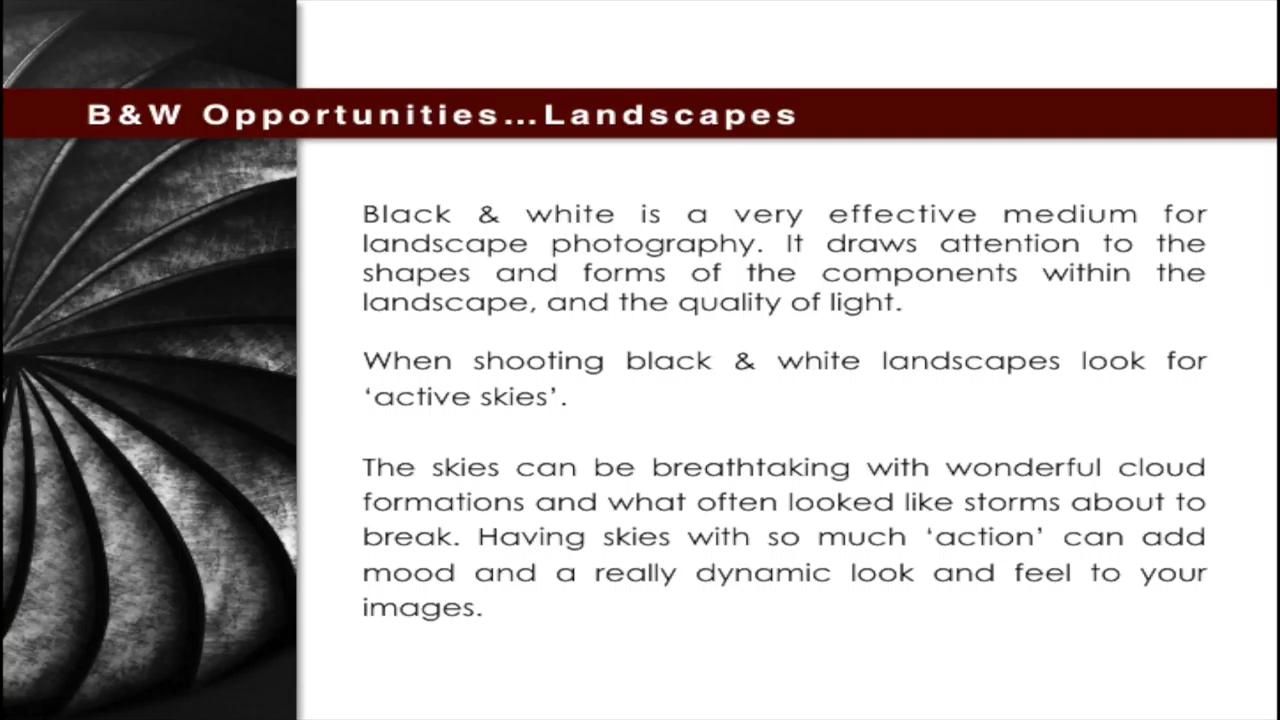 B&W Opportunities...Landscapes
Black & white is a very effective medium for
landscape photography. It draws attention to the
shapes and forms of the components within the
landscape, and the quality of light.
When shooting black & white landscapes look for
‘active skies’.
The skies can be breathtaking with wonderful cloud
formations and what often looked like storms about to
break. Having skies with so much ‘action’ can add
mood and a really dynamic look and feel to your
images.